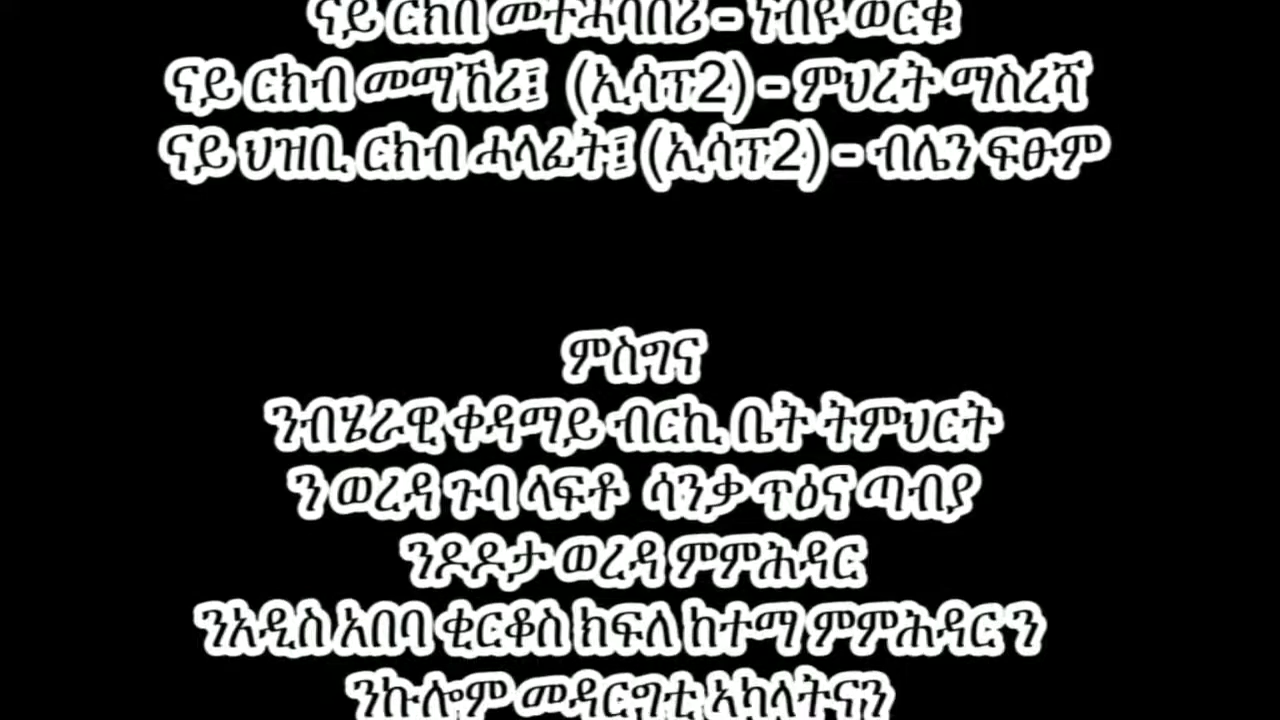 ናይ ርክብ መተሓባበሪ - ነብዩ ወርቁ
ናይ ርክብ መማኸሪ፤ (ኢሳፕ2) - ምህረት ማስረሻ
ናይ ህዝቢ ርክብ ሓላፊት፤ (ኢሳፕ2) - ብሌን ፍፁም
ምስጋና
ንብሄራዊ ቀዳማይ ብርኪ ቤት ትምህርት
ን ወረዳ ጉባ ላፍቶ ሳንቃ ጥዕና ጣብያ
ንዶዶታ ወረዳ ምምሕዳር
ንአዲስ አበባ ቂርቆስ ክፍለ ከተማ ምምሕዳር ን
ንኩሎም መዳርግቲ ኣካላትናን